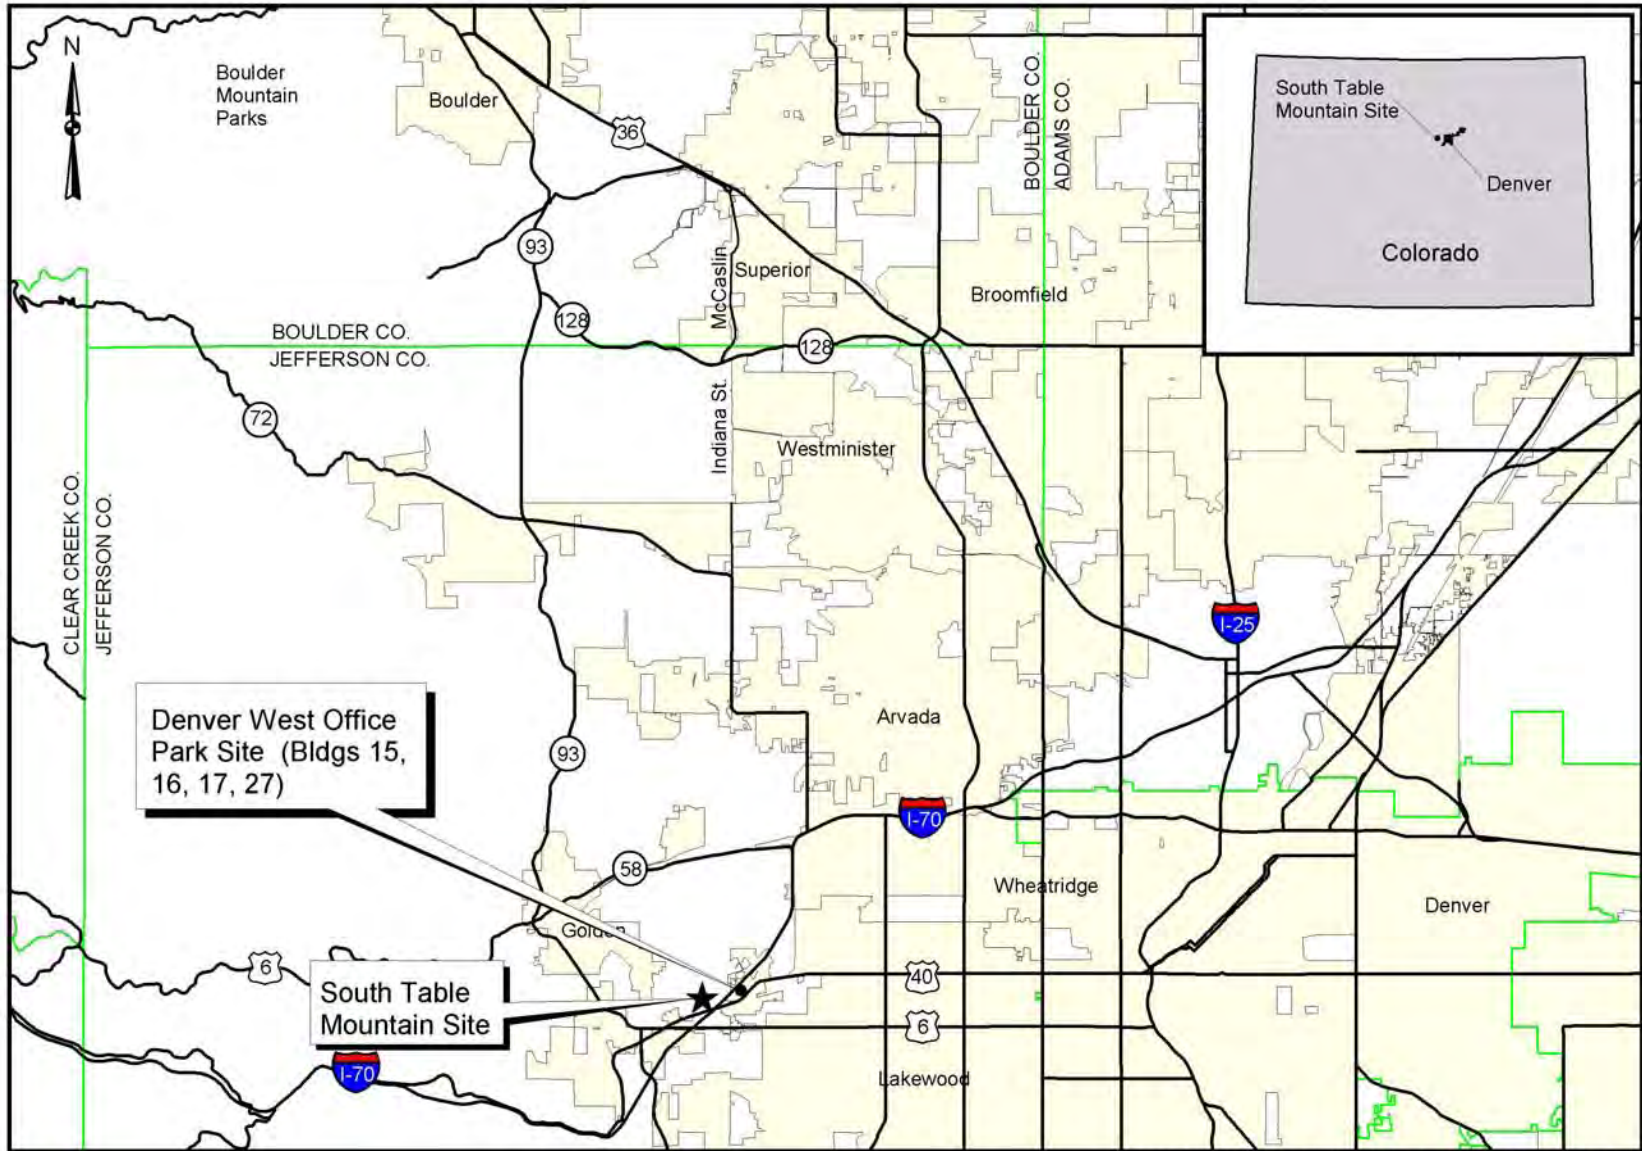 N
Boulder
Mountain
Parks
Boulder
36
BOULDER CO.
ADAMS CO.
South Table
Mountain Site
Denver
Colorado
93
McCaslin
Superior
Broomfield
128
BOULDER CO.
JEFFERSON CO.
128
72
Indiana St.
Westminister
CLEAR CREEK CO.
JEFFERSON CO.
I-25
Denver West Office
Park Site (Bldgs 15,
16, 17, 27)
93
Arvada
I-70
58
Wheatridge
Denver
Golden
6
40
South Table
Mountain Site
6
I-70
Lakewood